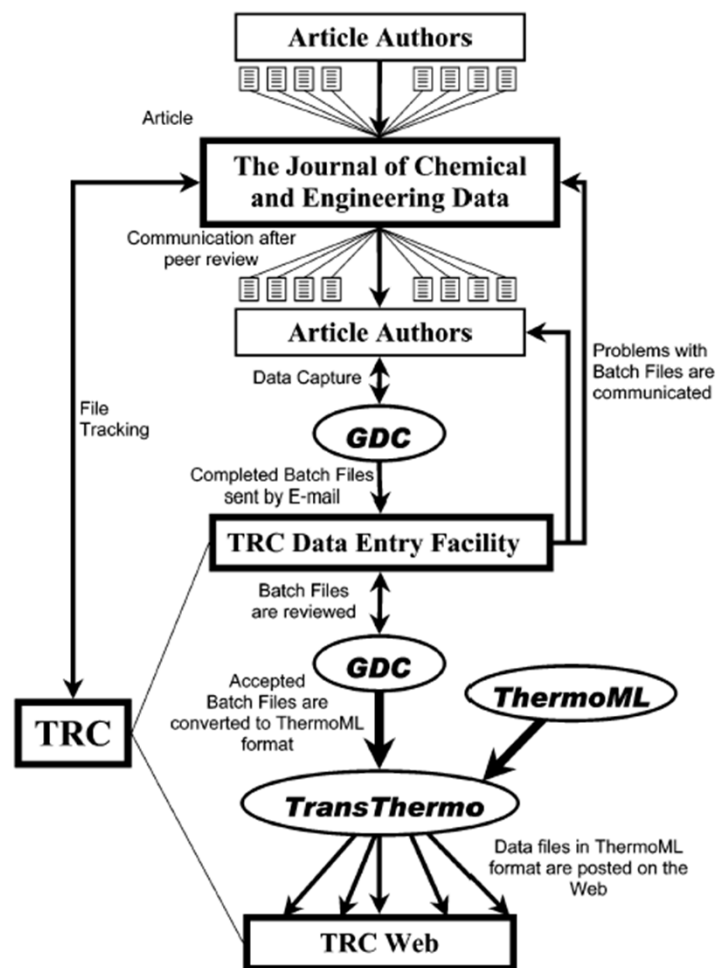 Article Authors
Article
The Journal of Chemical
and Engineering Data
Communication after
peer review
Article Authors
Problems with
Batch Files are
communicated
Data Capture
File
Tracking
GDC
Completed Batch Files
sent by E-mail
TRC Data Entry Facility
Batch Files
are reviewed
GDC
Accepted
Batch Files are
converted to ThermoML
format
ThermoML
TRC
TransThermo
Data files in ThermoML
format are posted on the
Web
TRC Web